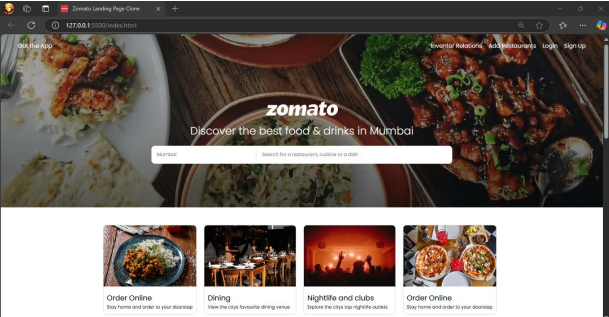 Zomato Landing Page Clone
127.0.0.1:5500/index.html
Get the App
Inventor Relations Add Restaurants Login Sign Up
zomato
Discover the best food & drinks in Mumbai
Mumbai
Search for a restaurant, cuisine or a dish
Order Online
Stay home and order to your doorstep
Dining
View the citys favourite dining venue
Nightlife and clubs
Explore the citys top nightlife outlets
Order Online
Stay home and order to your doorstep